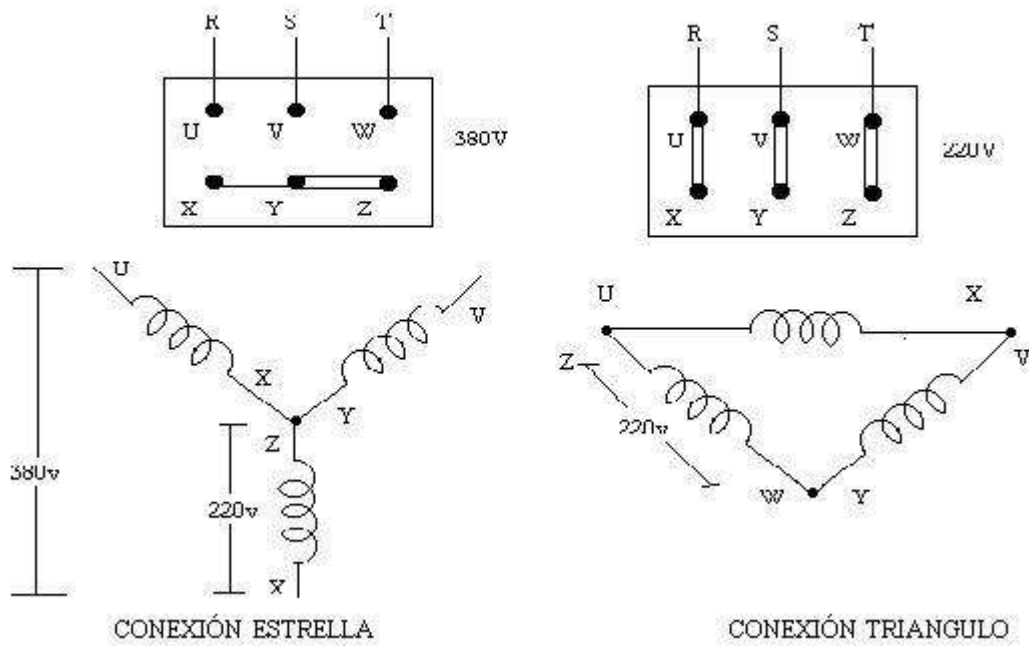 R S T
U V W
380V
X Y Z
R S T
U V W
220V
X Y Z
U
V
X
Y
Z
380v
220v
X
CONEXIÓN ESTRELLA
U X
Z V
220v
W Y
CONEXIÓN TRIANGULO